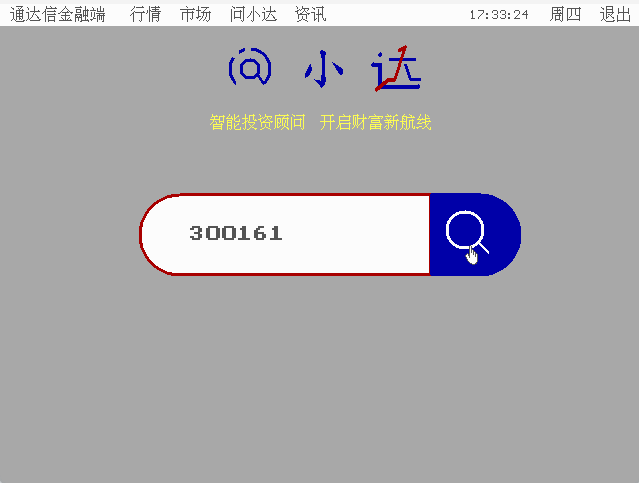 通达信金融端 行情 市场 问小达 资讯 17:33:24 周四 退出
@小达
智能投资顾问 开启财富新航线
300161